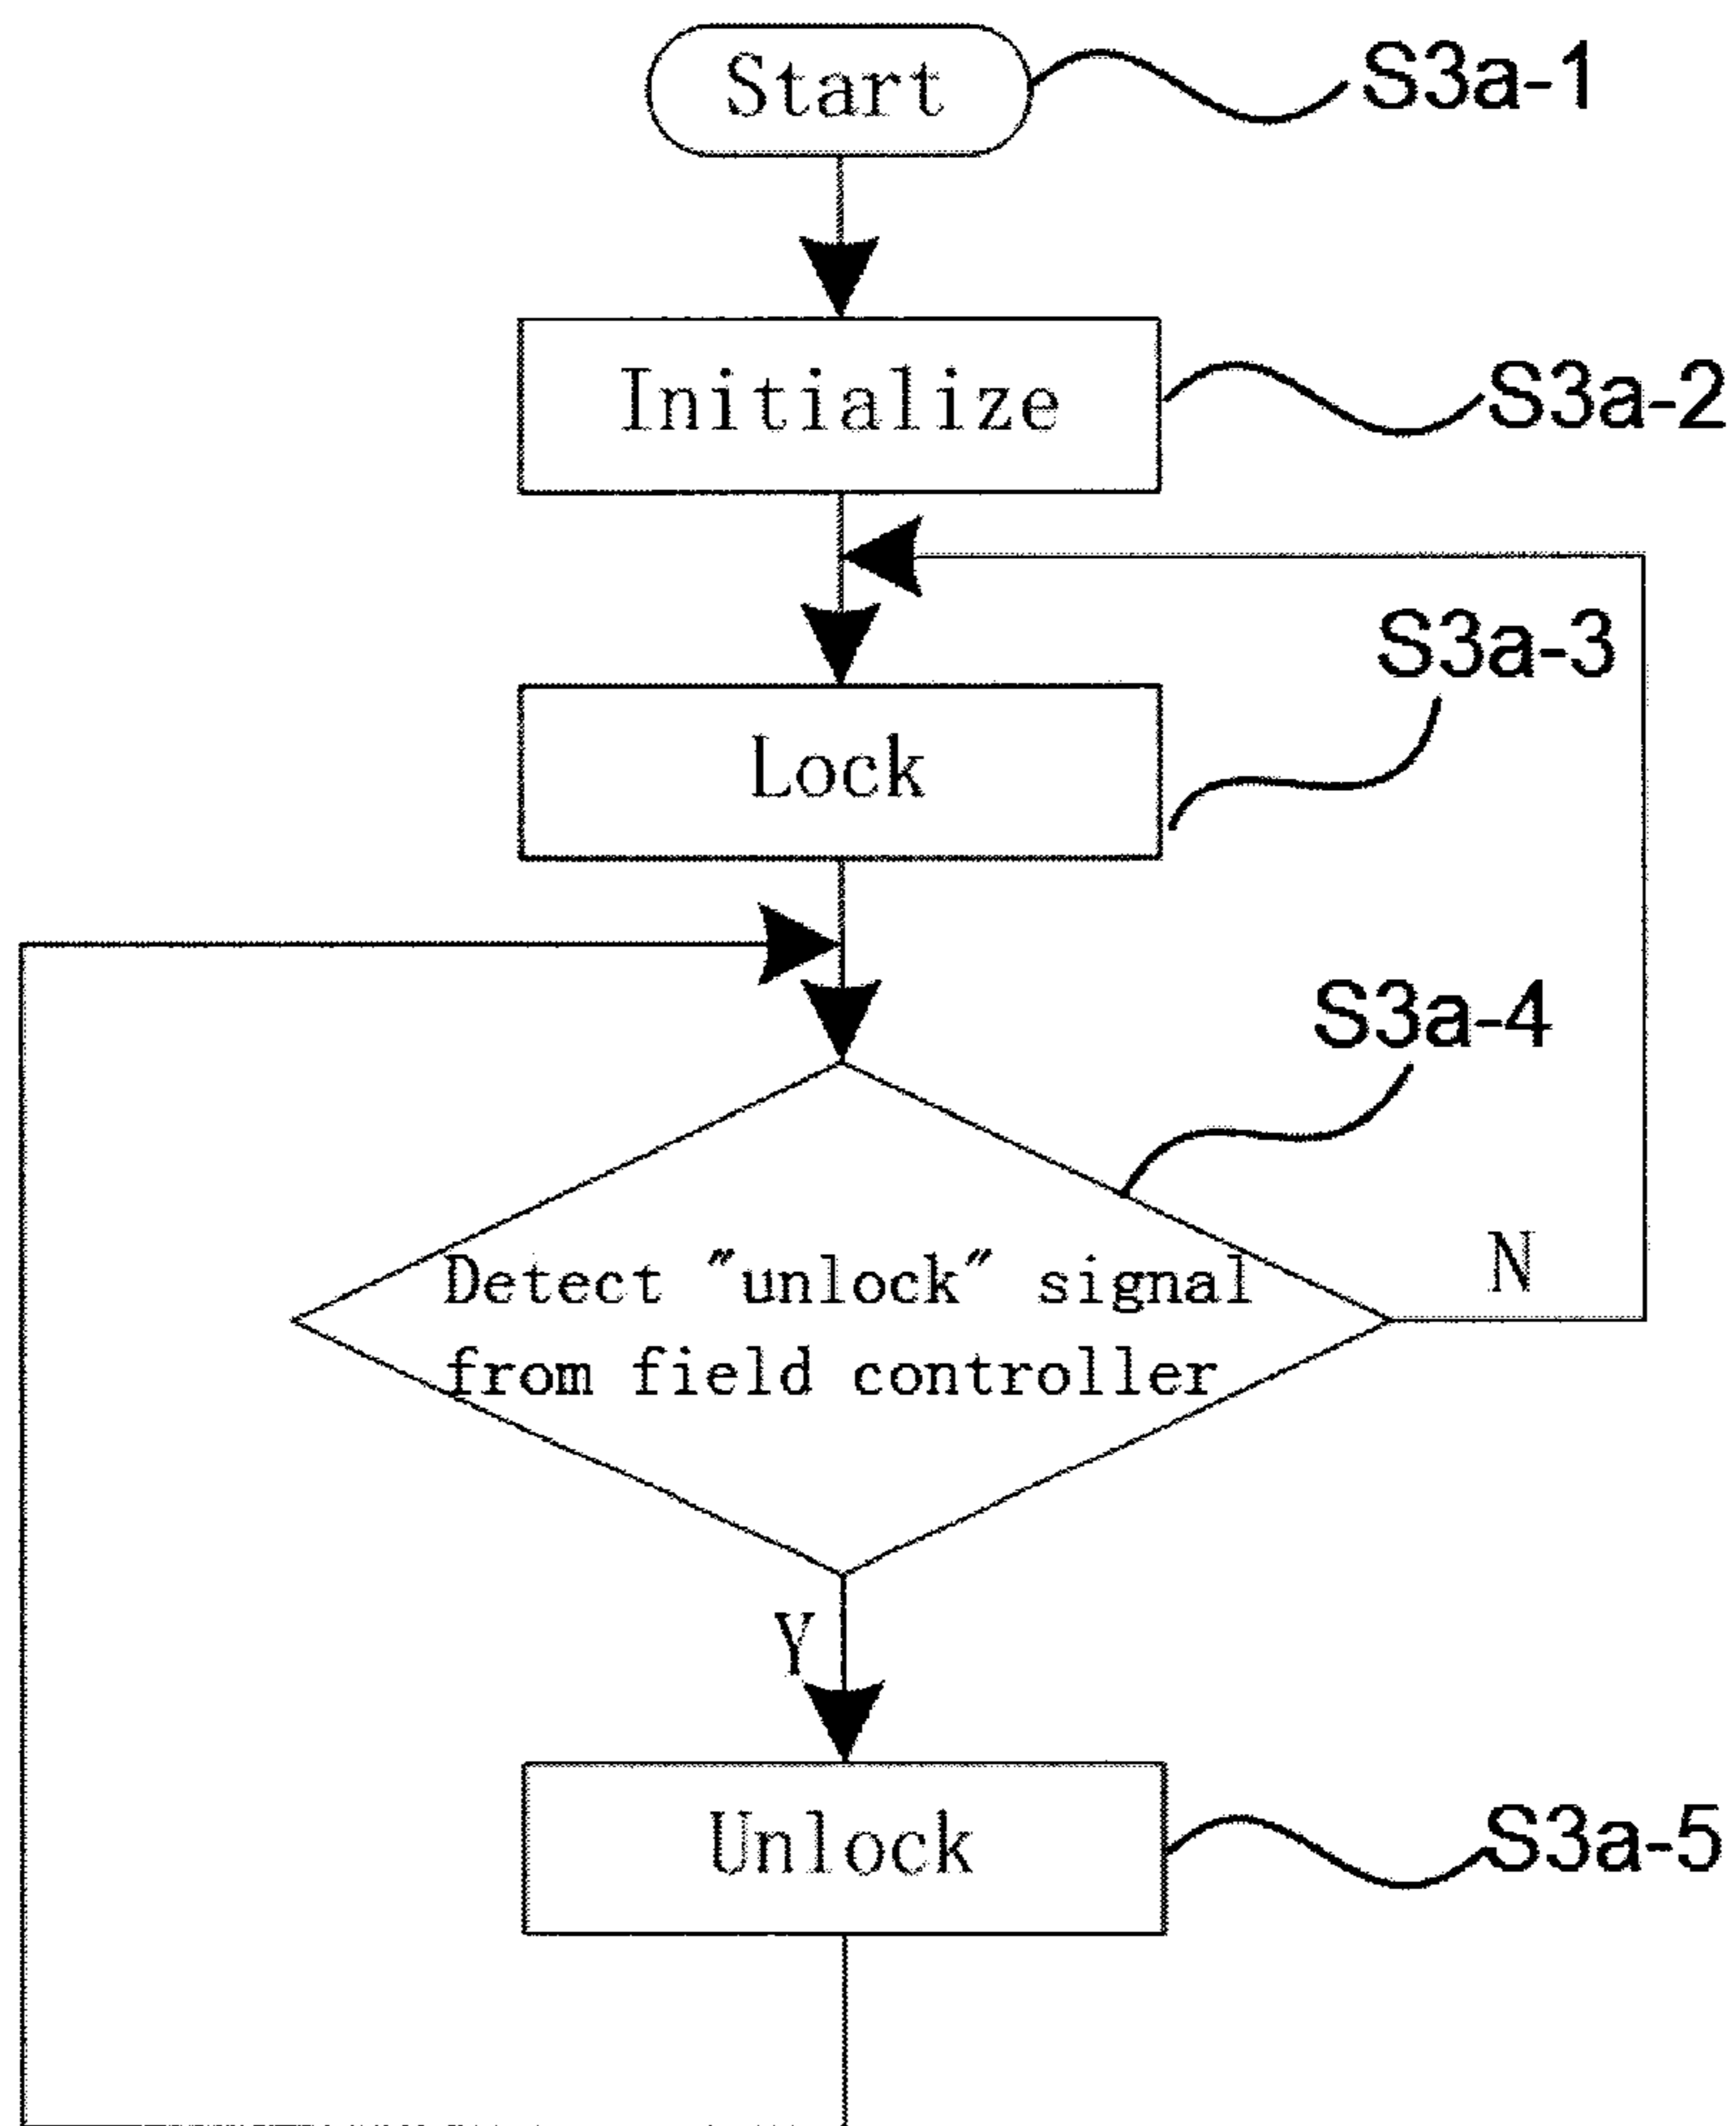 Start
S3a-1
Initialize
S3a-2
Lock
S3a-3
S3a-4
Detect "unlock" signal
from field controller
N
Y
Unlock
S3a-5